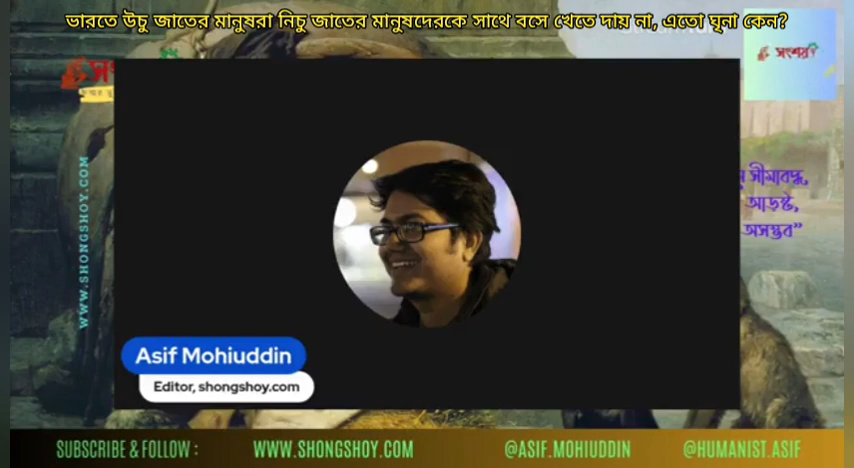 ভারতে উচু জাতের মানুষরা নিচু জাতের মানুষদেরকে সাথে বসে খেতে দায় না, এতো ঘৃনা কেন?
সংশয়
WWW.SHONGSHOY.COM
সীমাবদ্ধ,
আড়ষ্ট,
অসম্ভব”
Asif Mohiuddin
Editor, shongshoy.com
SUBSCRIBE & FOLLOW : WWW.SHONGSHOY.COM @ASIF.MOHIUDDIN @HUMANIST.ASIF